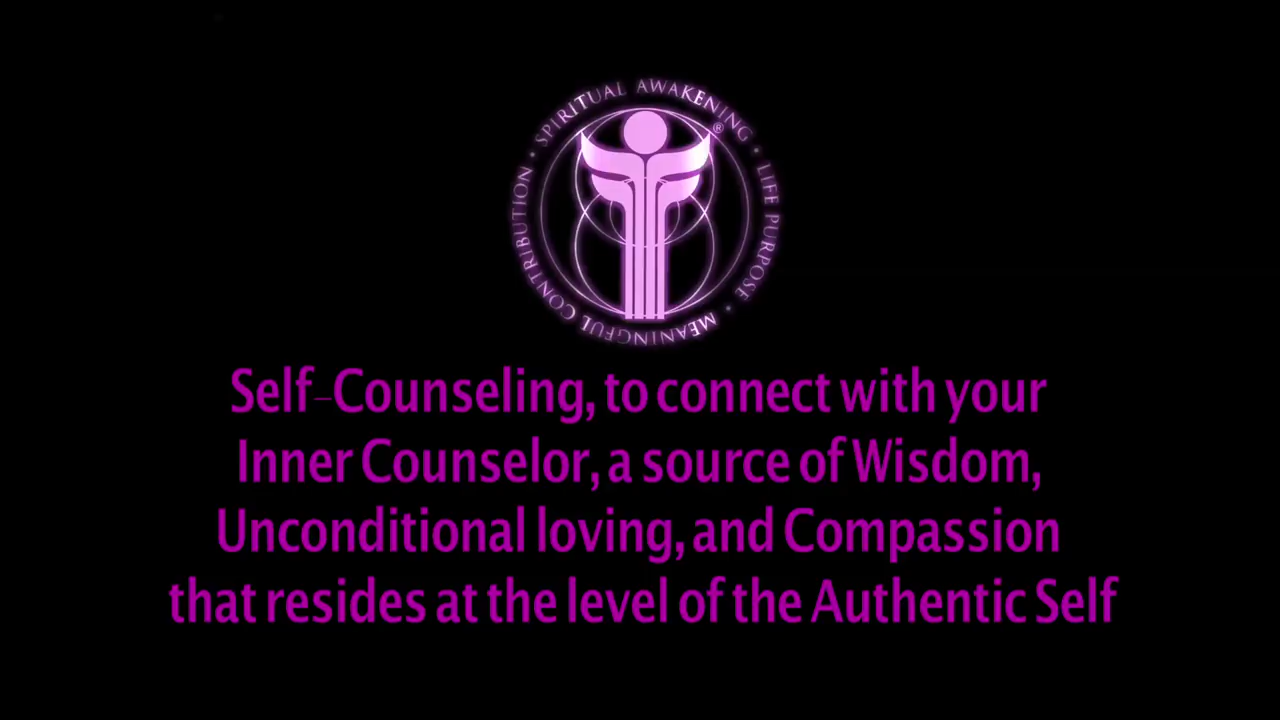 SPIRITUAL AWAKENING • LIFE PURPOSE • MEANINGFUL CONTRIBUTION •
®
Self-Counseling, to connect with your
Inner Counselor, a source of Wisdom,
Unconditional loving, and Compassion
that resides at the level of the Authentic Self